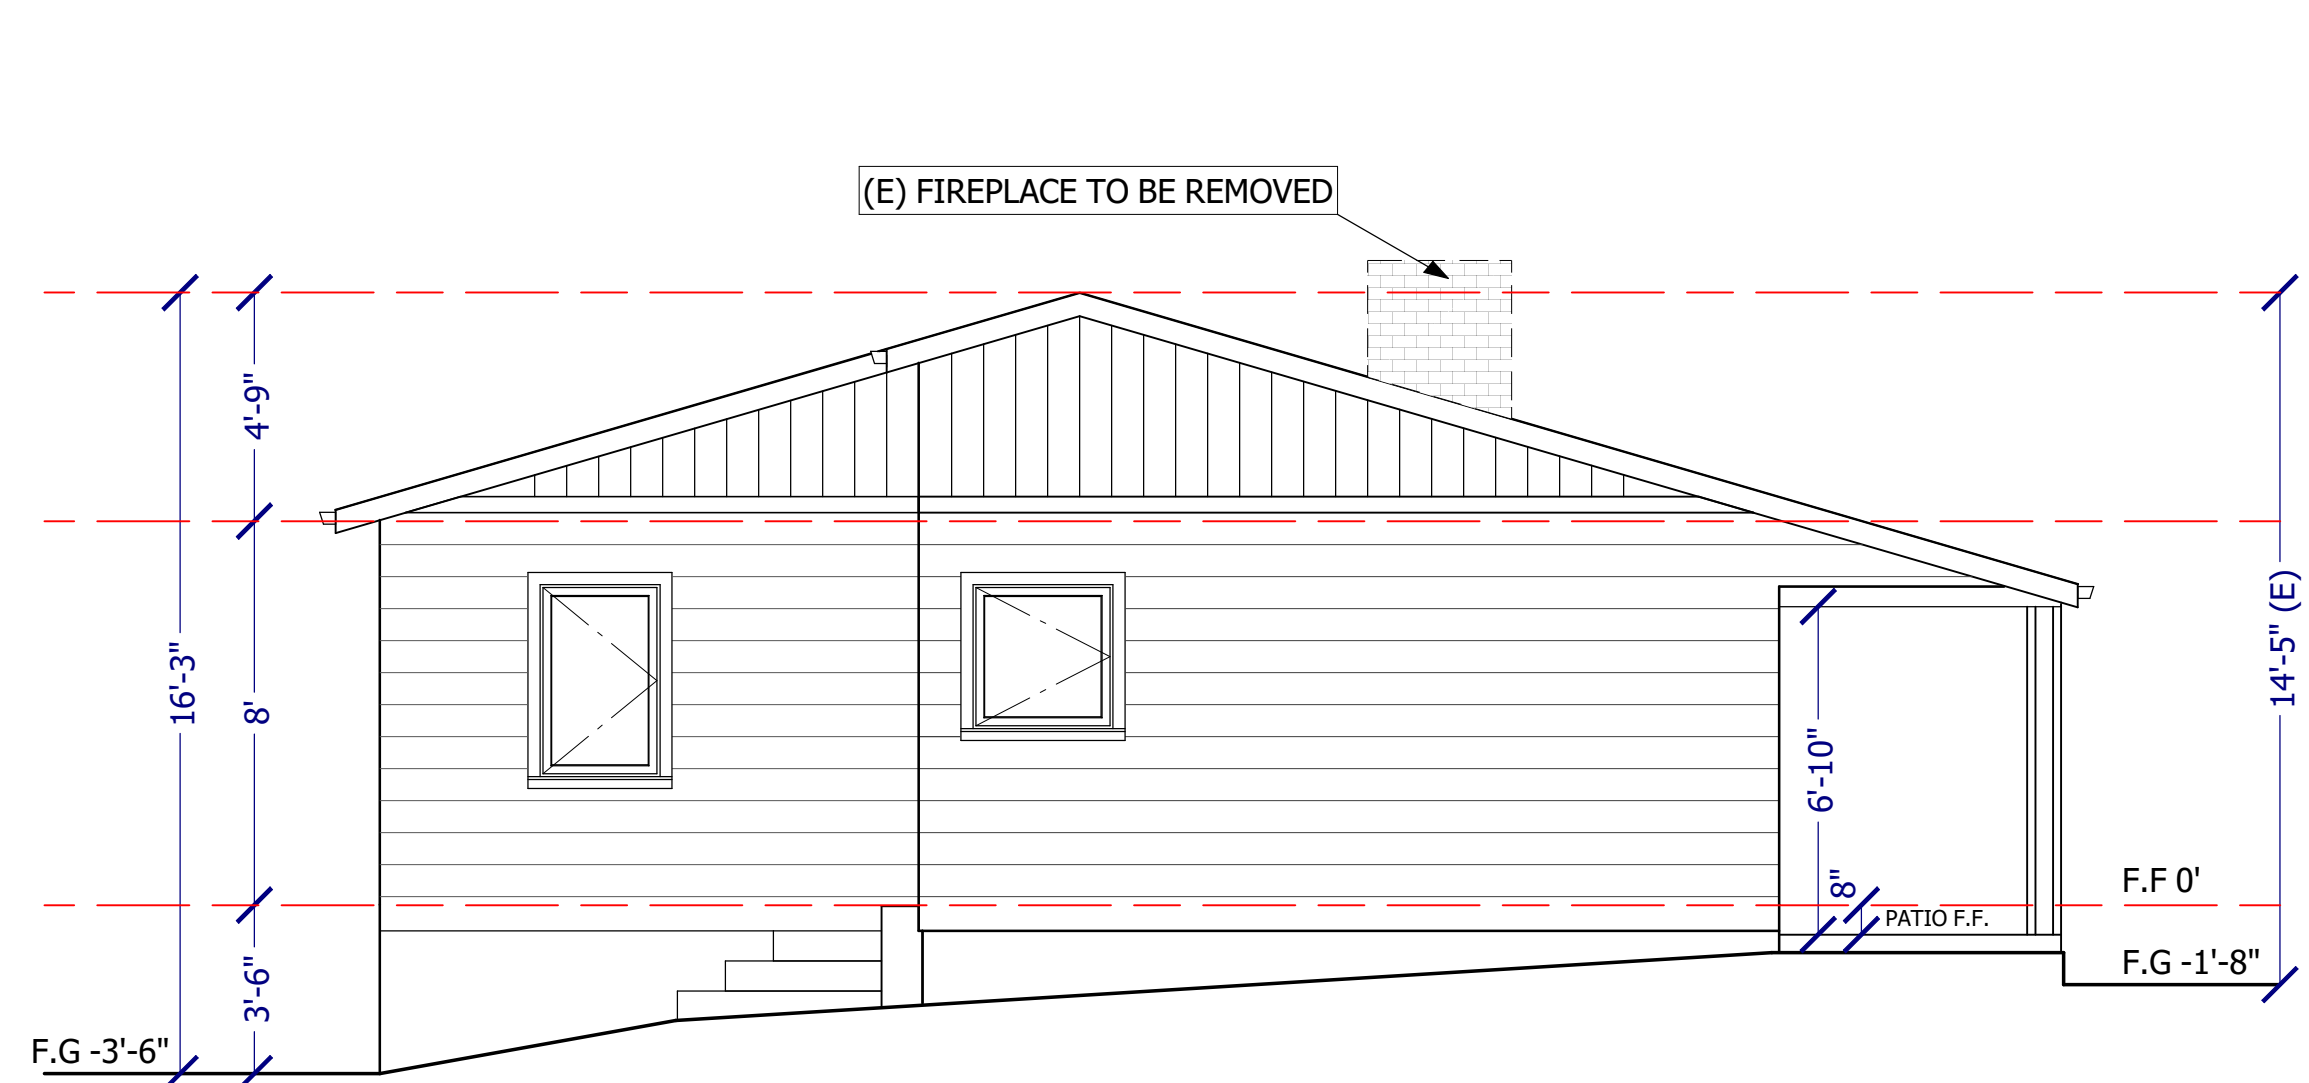 (E) FIREPLACE TO BE REMOVED
4'-9"
16'-3"
8'
3'-6"
F.G -3'-6"
6'-10"
8"
PATIO F.F.
F.F 0'
F.G -1'-8"
14'-5" (E)